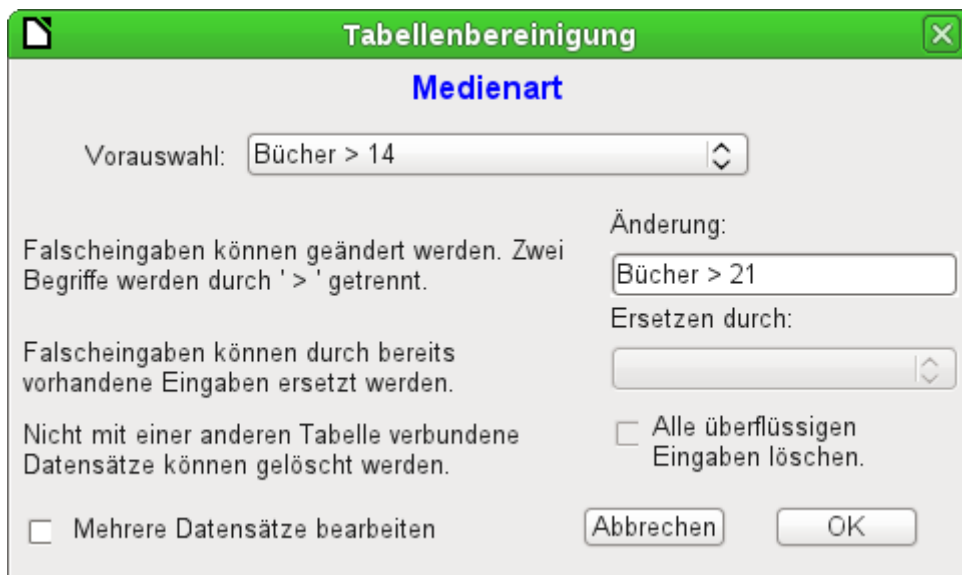 Tabellenbereinigung
Medienart
Vorauswahl:
Bücher > 14
Falscheingaben können geändert werden. Zwei
Begriffe werden durch ' > ' getrennt.
Änderung:
Bücher > 21
Ersetzen durch:
Falscheingaben können durch bereits
vorhandene Eingaben ersetzt werden.
Nicht mit einer anderen Tabelle verbundene
Datensätze können gelöscht werden.
Alle überflüssigen
Eingaben löschen.
Mehrere Datensätze bearbeiten
Abbrechen
OK